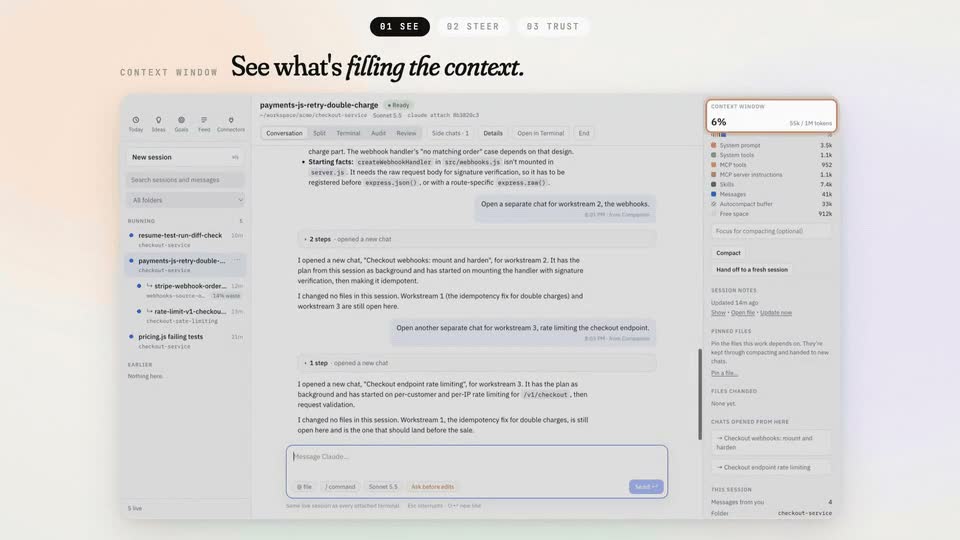 01 SEE
02 STEER
03 TRUST
CONTEXT WINDOW
See what's filling the context.
Today
Ideas
Goals
Feed
Connectors
New session
Search sessions and messages
All folders
RUNNING 5
resume-test-run-diff-check 10m
checkout-service
payments-js-retry-double-... ...
checkout-service
↳ stripe-webhook-order...
webhooks-source-o... 14% waste
↳ rate-limit-v1-checkou... 23m
checkout-rate-limiting
pricing.js failing tests 21m
checkout-service
EARLIER
Nothing here.
5 live
payments-js-retry-double-charge • Ready
~/workspace/acme/checkout-service Sonnet 5.5 claude attach 0b3826c3
Conversation
Split
Terminal
Audit
Review
Side chats · 1
Details
Open in Terminal
End
charge part. The webhook handler's "no matching order" case depends on that design.
• Starting facts: createWebhookHandler in src/webhooks.js isn't mounted in
server.js. It needs the raw request body for signature verification, so it has to be
registered before express.json(), or with a route-specific express.raw().
Open a separate chat for workstream 2, the webhooks.
8:01 PM · from Companion
› 2 steps · opened a new chat
I opened a new chat, "Checkout webhooks: mount and harden", for workstream 2. It has the
plan from this session as background and has started on mounting the handler with signature
verification, then making it idempotent.
I changed no files in this session. Workstream 1 (the idempotency fix for double charges) and
workstream 3 are still open here.
Open another separate chat for workstream 3, rate limiting the checkout endpoint.
8:03 PM · from Companion
› 1 step · opened a new chat
I opened a new chat, "Checkout endpoint rate limiting", for workstream 3. It has the plan as
background and has started on per-customer and per-IP rate limiting for /v1/checkout, then
request validation.
I changed no files in this session. Workstream 1, the idempotency fix for double charges, is still
open here and is the one that should land before the sale.
Message Claude...
@ file
/ command
Sonnet 5.5
Ask before edits
Send
Same live session as every attached terminal. Esc interrupts · new line
CONTEXT WINDOW
6% 55k / 1M tokens
System prompt 3.5k
System tools 1.1k
MCP tools 952
MCP server instructions 1.1k
Skills 7.4k
Messages 41k
Autocompact buffer 33k
Free space 912k
Focus for compacting (optional)
Compact
Hand off to a fresh session
SESSION NOTES
Updated 14m ago
Show · Open file · Update now
PINNED FILES
Pin the files this work depends on. They're
kept through compacting and handed to new
chats.
Pin a file...
FILES CHANGED
None yet.
CHATS OPENED FROM HERE
→ Checkout webhooks: mount and
harden
→ Checkout endpoint rate limiting
THIS SESSION
Messages from you 4
Folder checkout-service